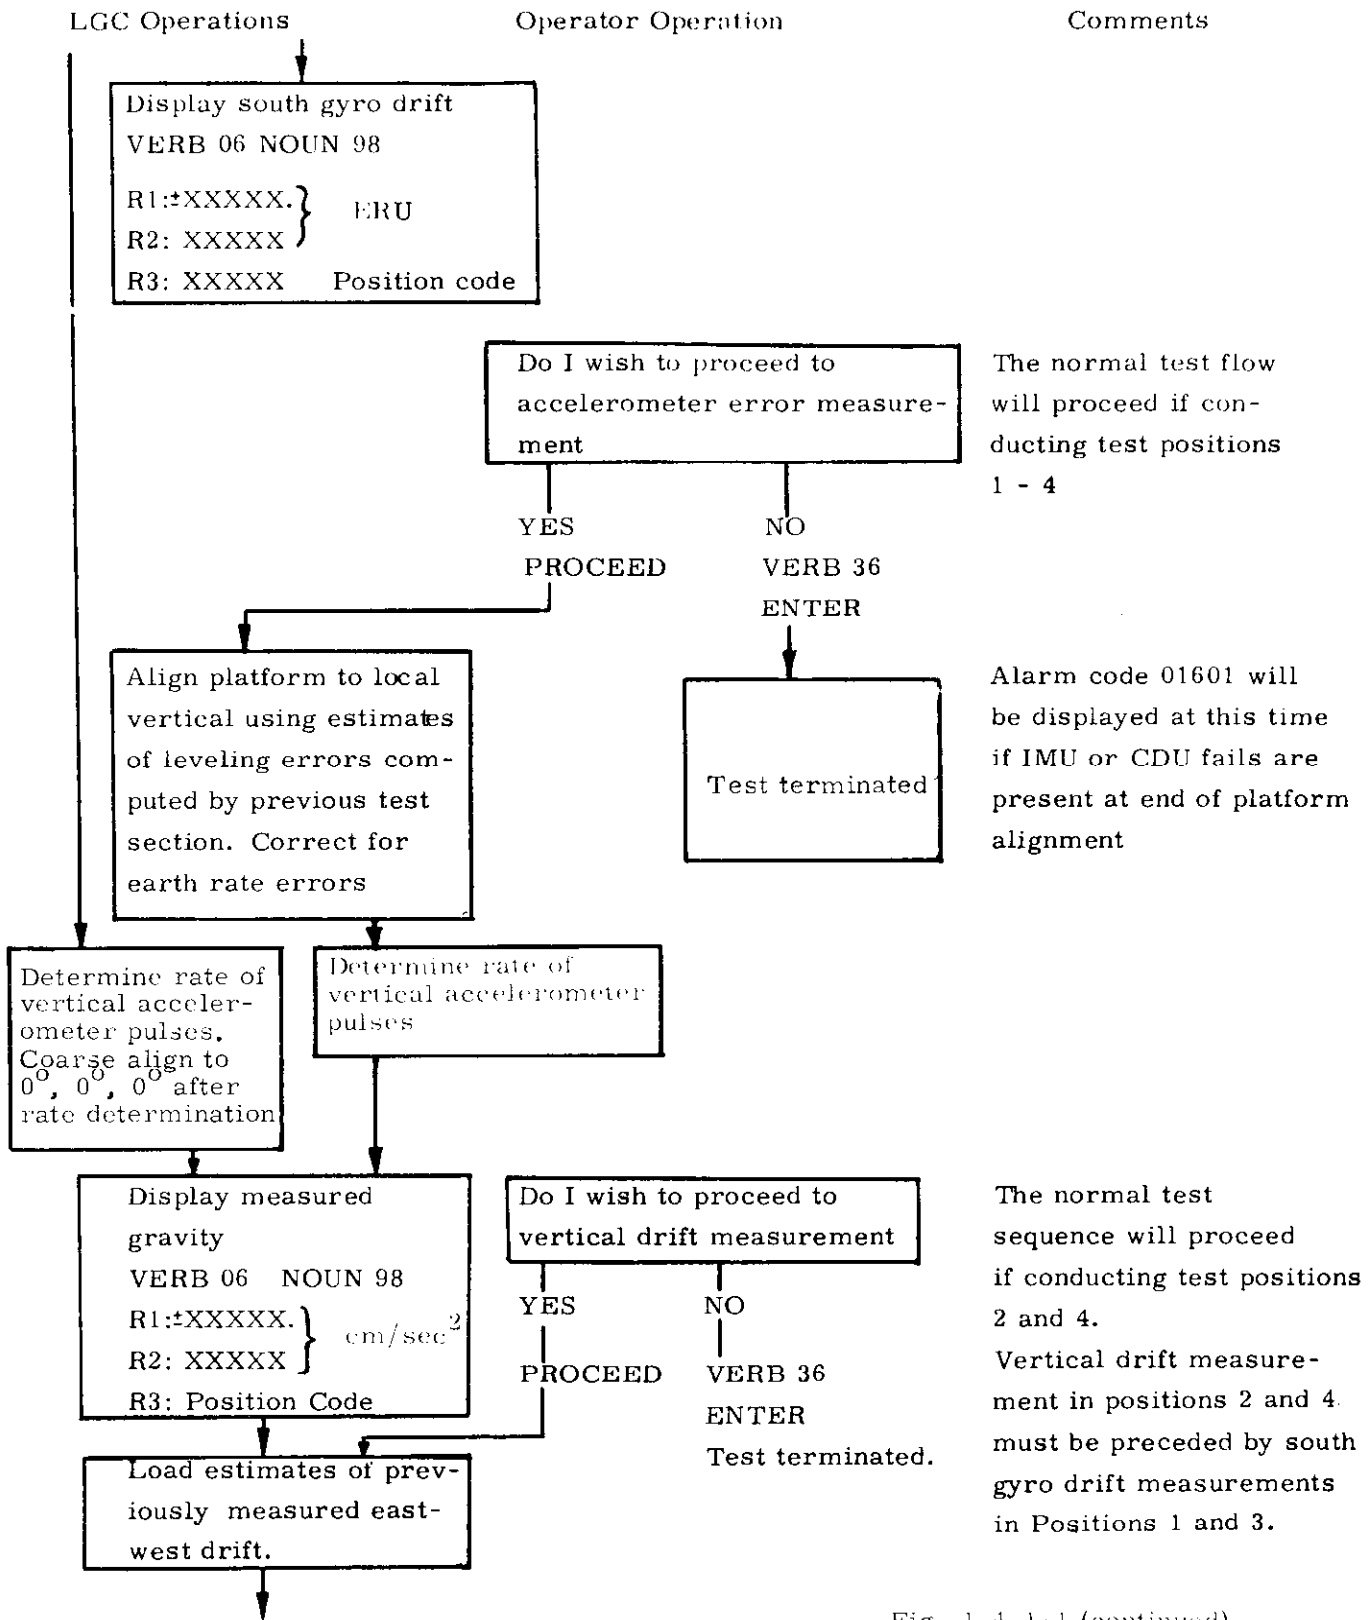 LGC Operations
Operator Operation
Comments
Display south gyro drift
VERB 06 NOUN 98
R1:±XXXXX.
R2: XXXXX
ERU
R3: XXXXX Position code
Do I wish to proceed to
accelerometer error measure-
ment
The normal test flow
will proceed if con-
ducting test positions
1 - 4
YES
PROCEED
NO
VERB 36
ENTER
Align platform to local
vertical using estimates
of leveling errors com-
puted by previous test
section. Correct for
earth rate errors
Test terminated
Alarm code 01601 will
be displayed at this time
if IMU or CDU fails are
present at end of platform
alignment
Determine rate of
vertical acceler-
ometer pulses.
Coarse align to
0°, 0°, 0° after
rate determination
Determine rate of
vertical accelerometer
pulses
Display measured
gravity
VERB 06 NOUN 98
R1:±XXXXX.
R2: XXXXX
cm/sec²
R3: Position Code
Do I wish to proceed to
vertical drift measurement
YES
PROCEED
NO
VERB 36
ENTER
Test terminated.
The normal test
sequence will proceed
if conducting test positions
2 and 4.
Vertical drift measure-
ment in positions 2 and 4
must be preceded by south
gyro drift measurements
in Positions 1 and 3.
Load estimates of prev-
iously measured east-
west drift.
(continued)